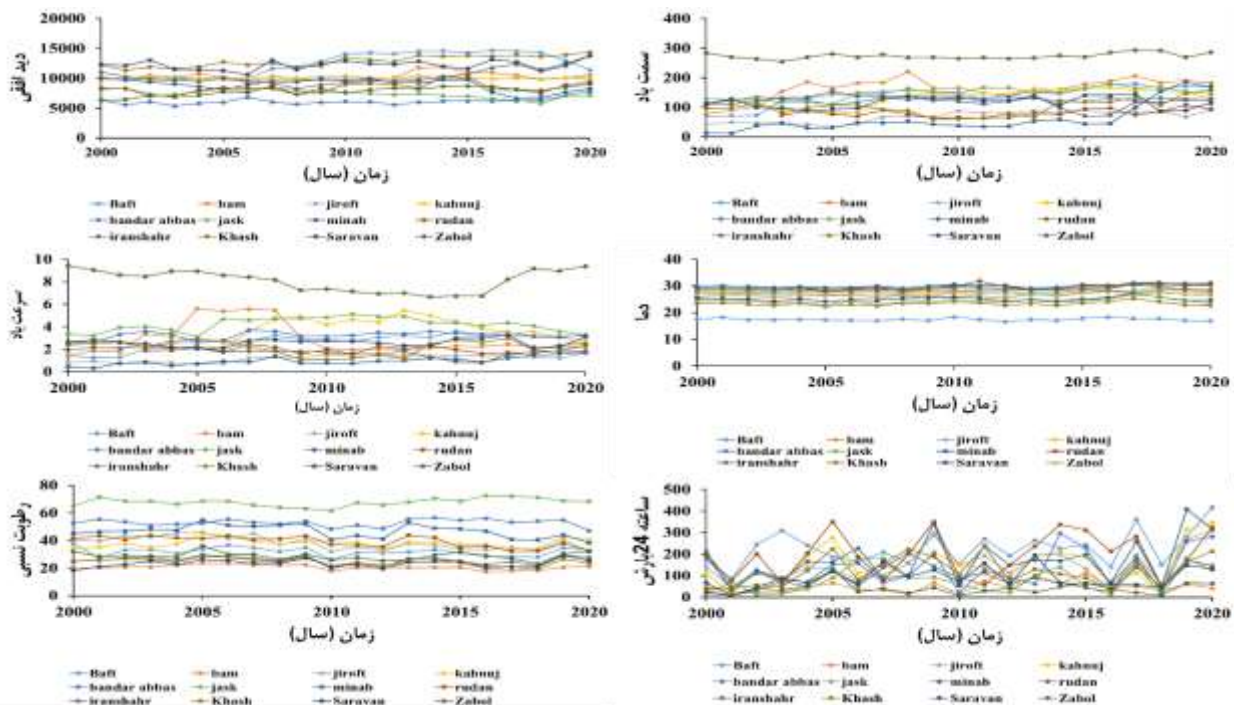 20000
15000
10000
5000
0
دید افقی
2000 2005 2010 2015 2020
زمان (سال)
Baft bam jiroft kahnuj
bandar abbas jask minab rudan
iranshahr Khash Saravan Zabol
400
300
200
100
0
سمت باد
2000 2005 2010 2015 2020
زمان (سال)
Baft bam jiroft kahnuj
bandar abbas jask minab rudan
iranshahr Khash Saravan Zabol
10
8
6
4
2
0
سرعت باد
2000 2005 2010 2015 2020
زمان (سال)
Baft bam jiroft kahnuj
bandar abbas jask minab rudan
iranshahr Khash Saravan Zabol
40
30
20
10
0
دما
2000 2005 2010 2015 2020
زمان (سال)
Baft bam jiroft kahnuj
bandar abbas jask minab rudan
iranshahr Khash Saravan Zabol
80
60
40
20
0
رطوبت نسبی
2000 2005 2010 2015 2020
زمان (سال)
Baft bam jiroft kahnuj
bandar abbas jask minab rudan
iranshahr Khash Saravan Zabol
500
400
300
200
100
0
ساعته 24بارش
2000 2005 2010 2015 2020
زمان (سال)
Baft bam jiroft kahnuj
bandar abbas jask minab rudan
iranshahr Khash Saravan Zabol